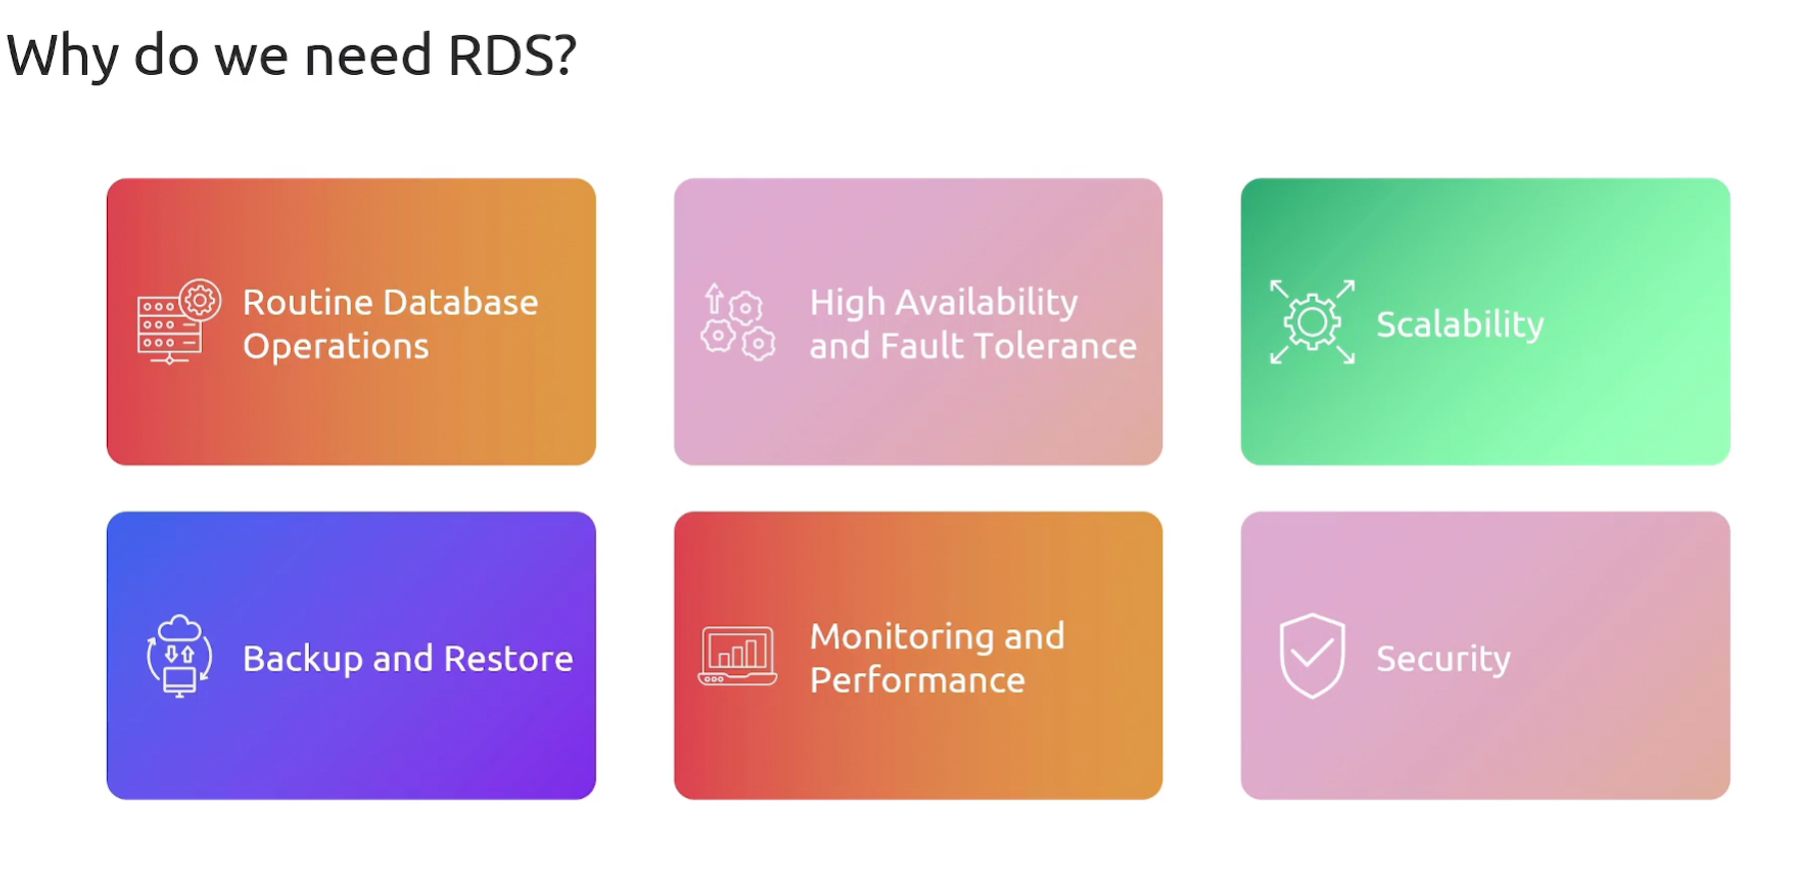 Why do we need RDS?
Routine Database
Operations
High Availability
and Fault Tolerance
Scalability
Backup and Restore
Monitoring and
Performance
Security